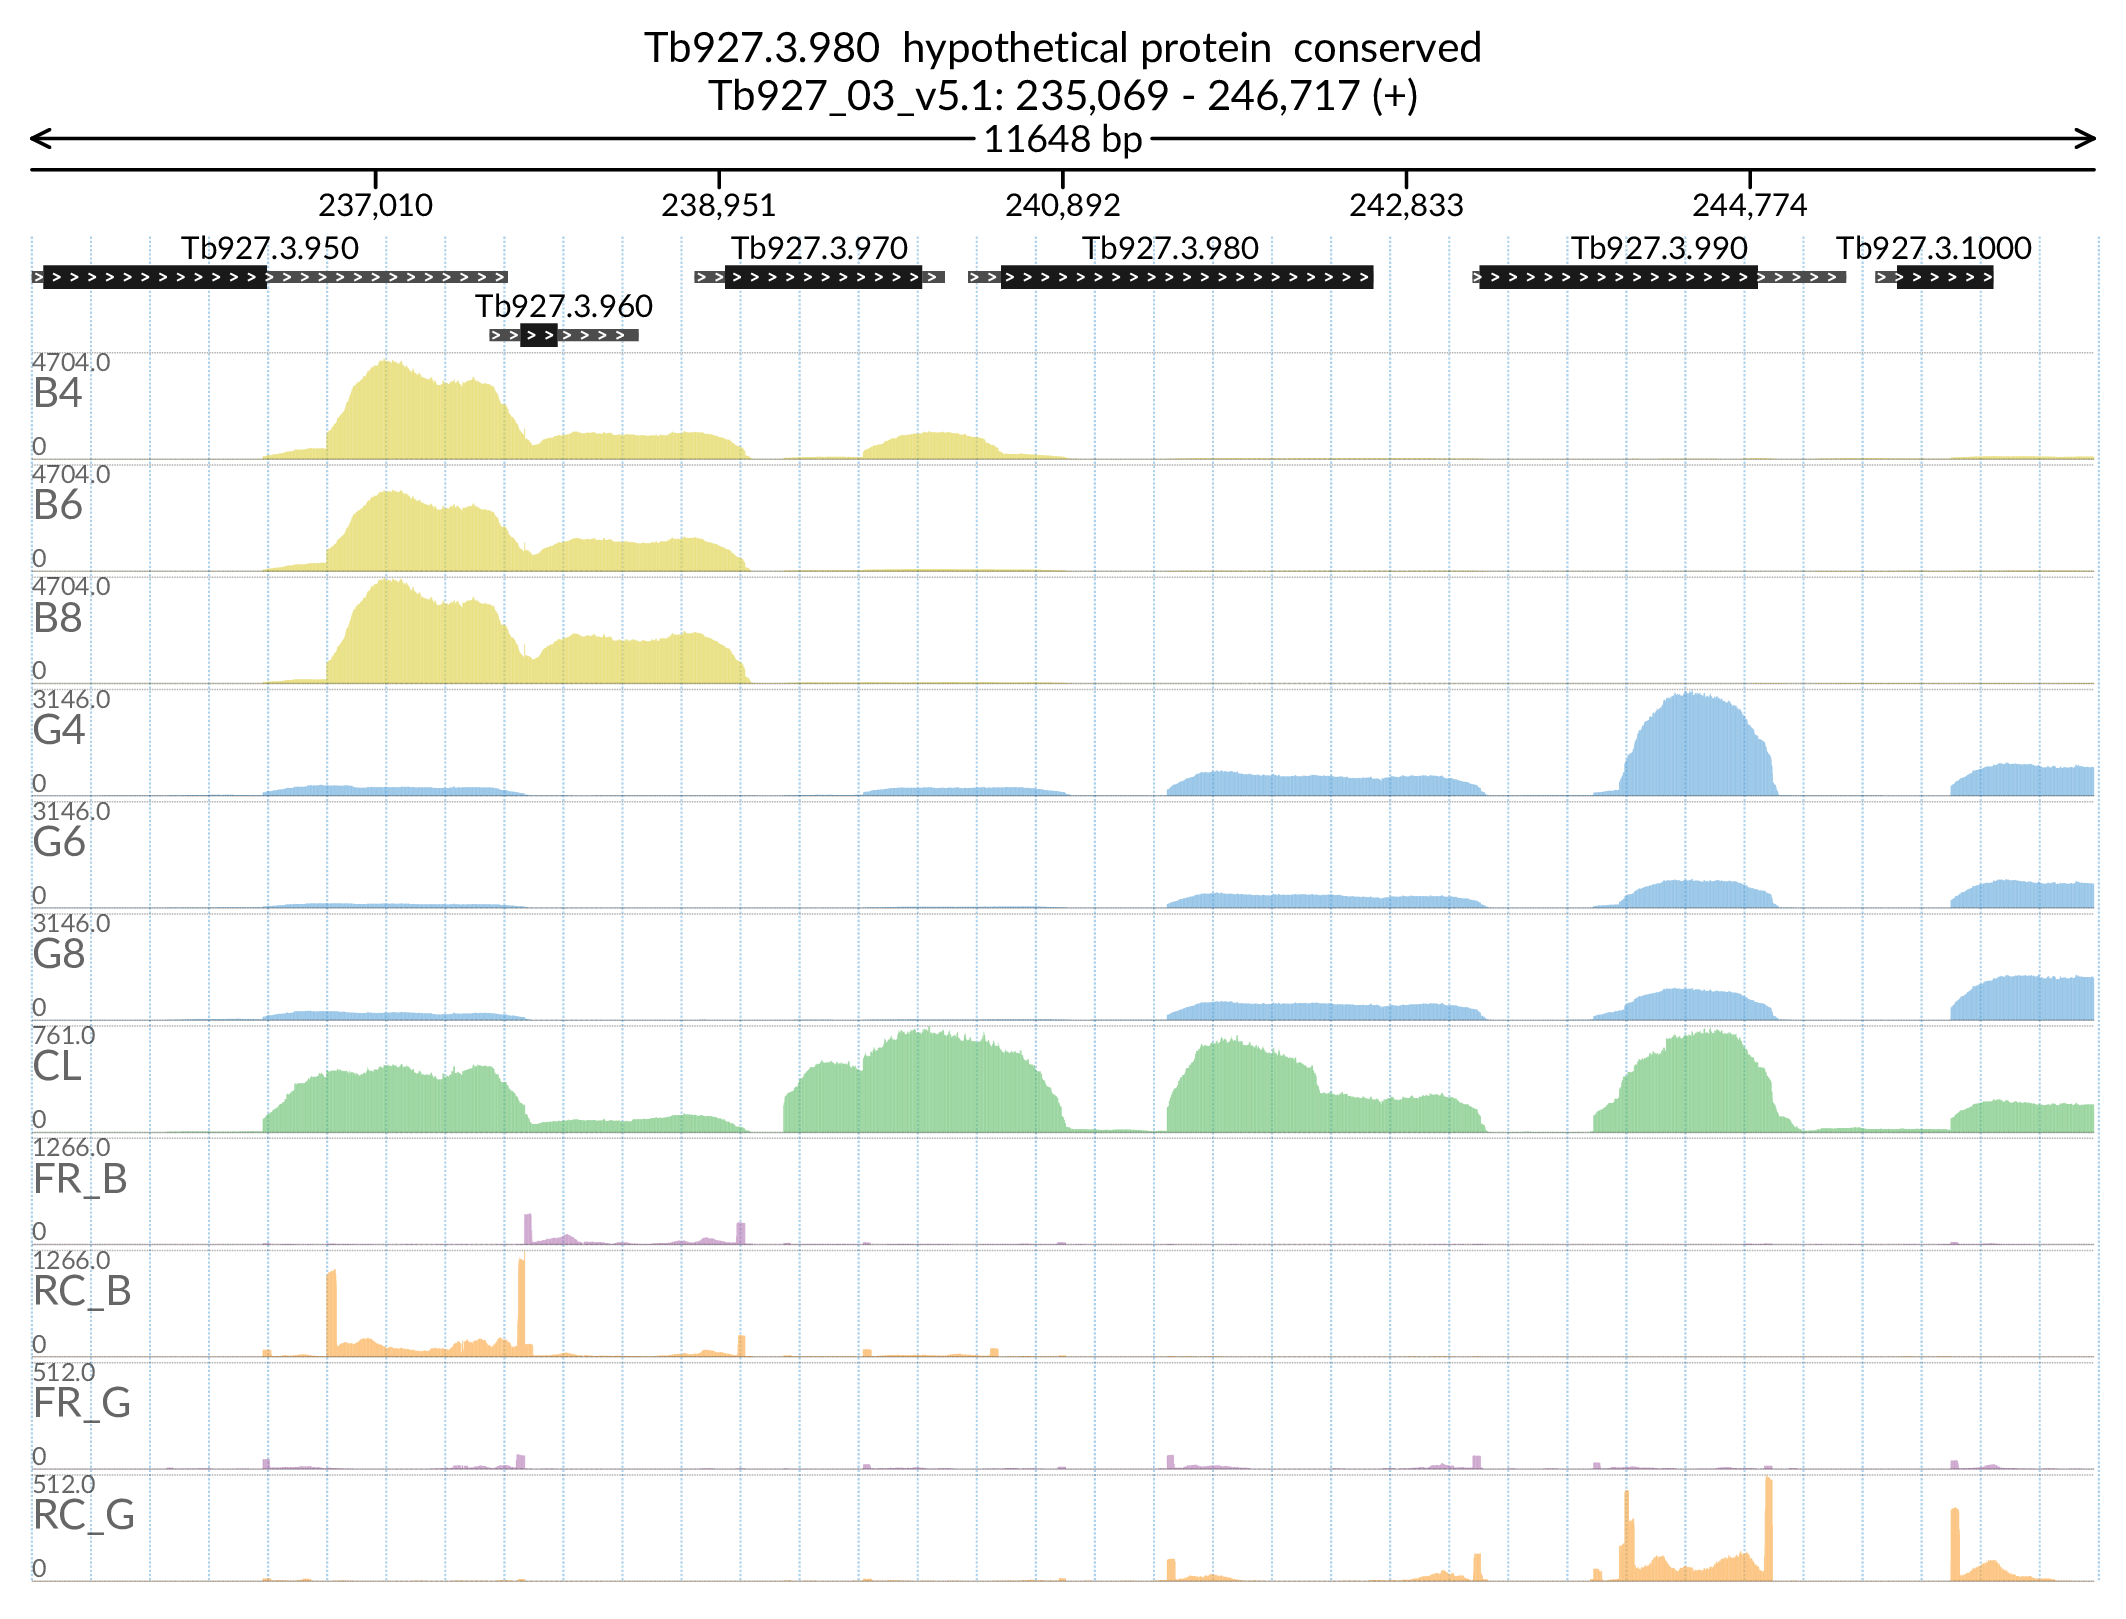 Tb927.3.980  hypothetical protein  conserved
Tb927_03_v5.1: 235,069 - 246,717 (+)
11648 bp
237,010 238,951 240,892 242,833 244,774
Tb927.3.950 Tb927.3.970 Tb927.3.980 Tb927.3.990 Tb927.3.1000
Tb927.3.960
4704.0
B4
0
4704.0
B6
0
4704.0
B8
0
3146.0
G4
0
3146.0
G6
0
3146.0
G8
0
761.0
CL
0
1266.0
FR_B
0
1266.0
RC_B
0
512.0
FR_G
0
512.0
RC_G
0